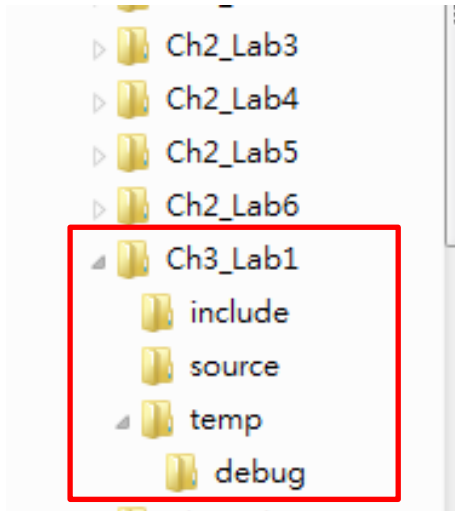 Ch2_Lab3
Ch2_Lab4
Ch2_Lab5
Ch2_Lab6
Ch3_Lab1
include
source
temp
debug